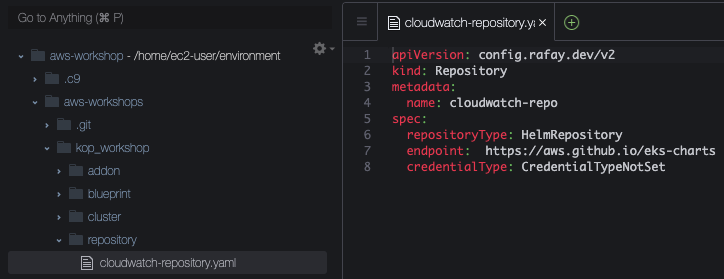 Go to Anything (⌘ P)
aws-workshop - /home/ec2-user/environment
.c9
aws-workshops
.git
kop_workshop
addon
blueprint
cluster
repository
cloudwatch-repository.yaml
cloudwatch-repository.ya
1 apiVersion: config.rafay.dev/v2
2 kind: Repository
3 metadata:
4 name: cloudwatch-repo
5 spec:
6 repositoryType: HelmRepository
7 endpoint: https://aws.github.io/eks-charts
8 credentialType: CredentialTypeNotSet